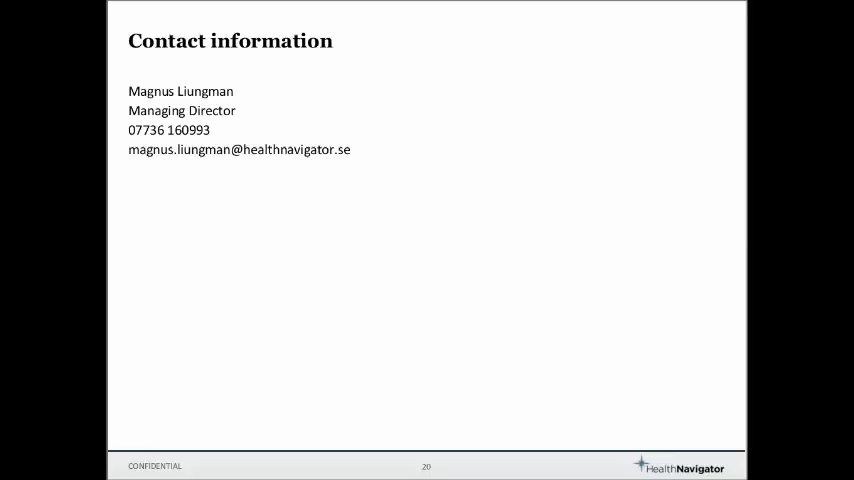 Contact information
Magnus Liungman
Managing Director
07736 160993
magnus.liungman@healthnavigator.se
CONFIDENTIAL
20
HealthNavigator